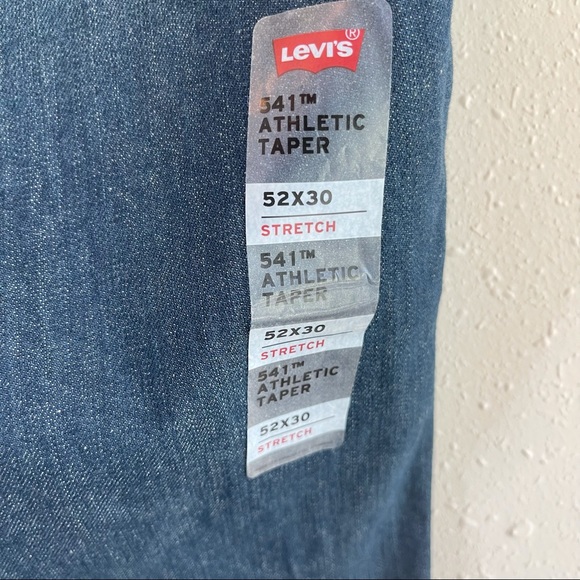 LEVI'S®
541™
ATHLETIC
TAPER
52X30
STRETCH
541™
ATHLETIC
TAPER
52X30
STRETCH
541™
ATHLETIC
TAPER
52X30
STRETCH